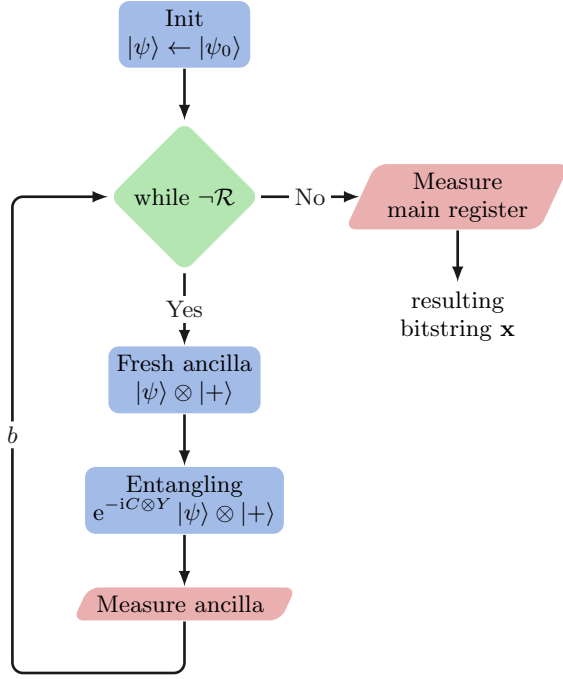 Init
|ψ⟩ ← |ψ₀⟩
while ¬ℛ
No
Measure
main register
resulting
bitstring 𝐱
Yes
Fresh ancilla
|ψ⟩ ⊗ |+⟩
b
Entangling
e^{−iC⊗Y} |ψ⟩ ⊗ |+⟩
Measure ancilla